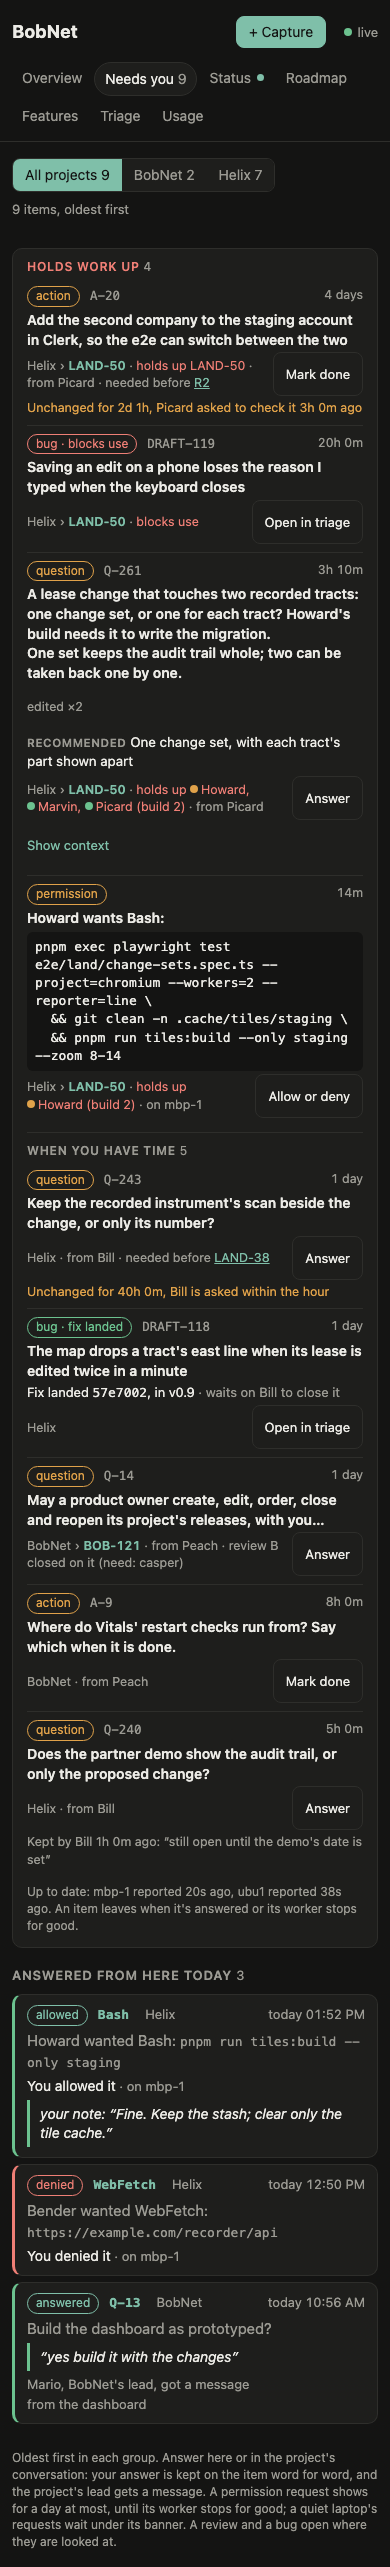 BobNet
+ Capture
live
Overview
Needs you 9
Status
Roadmap
Features
Triage
Usage
All projects 9
BobNet 2
Helix 7
9 items, oldest first
HOLDS WORK UP 4
action A-20 4 days
Add the second company to the staging account
in Clerk, so the e2e can switch between the two
Helix › LAND-50 · holds up LAND-50 ·
from Picard · needed before R2
Mark done
Unchanged for 2d 1h, Picard asked to check it 3h 0m ago
bug · blocks use DRAFT-119 20h 0m
Saving an edit on a phone loses the reason I
typed when the keyboard closes
Helix › LAND-50 · blocks use
Open in triage
question Q-261 3h 10m
A lease change that touches two recorded tracts:
one change set, or one for each tract? Howard's
build needs it to write the migration.
One set keeps the audit trail whole; two can be
taken back one by one.
edited ×2
RECOMMENDED One change set, with each tract's
part shown apart
Helix › LAND-50 · holds up Howard,
Marvin, Picard (build 2) · from Picard
Answer
Show context
permission 14m
Howard wants Bash:
pnpm exec playwright test
e2e/land/change-sets.spec.ts --
project=chromium --workers=2 --
reporter=line \
&& git clean -n .cache/tiles/staging \
&& pnpm run tiles:build --only staging
--zoom 8-14
Helix › LAND-50 · holds up
Howard (build 2) · on mbp-1
Allow or deny
WHEN YOU HAVE TIME 5
question Q-243 1 day
Keep the recorded instrument's scan beside the
change, or only its number?
Helix · from Bill · needed before LAND-38
Answer
Unchanged for 40h 0m, Bill is asked within the hour
bug · fix landed DRAFT-118 1 day
The map drops a tract's east line when its lease is
edited twice in a minute
Fix landed 57e7002, in v0.9 · waits on Bill to close it
Helix
Open in triage
question Q-14 1 day
May a product owner create, edit, order, close
and reopen its project's releases, with you...
BobNet › BOB-121 · from Peach · review B
closed on it (need: casper)
Answer
action A-9 8h 0m
Where do Vitals' restart checks run from? Say
which when it is done.
BobNet · from Peach
Mark done
question Q-240 5h 0m
Does the partner demo show the audit trail, or
only the proposed change?
Helix · from Bill
Answer
Kept by Bill 1h 0m ago: "still open until the demo's date is
set"
Up to date: mbp-1 reported 20s ago, ubu1 reported 38s
ago. An item leaves when it's answered or its worker stops
for good.
ANSWERED FROM HERE TODAY 3
allowed Bash Helix today 01:52 PM
Howard wanted Bash: pnpm run tiles:build --
only staging
You allowed it · on mbp-1
your note: "Fine. Keep the stash; clear only the
tile cache."
denied WebFetch Helix today 12:50 PM
Bender wanted WebFetch:
https://example.com/recorder/api
You denied it · on mbp-1
answered Q-13 BobNet today 10:56 AM
Build the dashboard as prototyped?
"yes build it with the changes"
Mario, BobNet's lead, got a message
from the dashboard
Oldest first in each group. Answer here or in the project's
conversation: your answer is kept on the item word for word, and
the project's lead gets a message. A permission request shows
for a day at most, until its worker stops for good; a quiet laptop's
requests wait under its banner. A review and a bug open where
they are looked at.